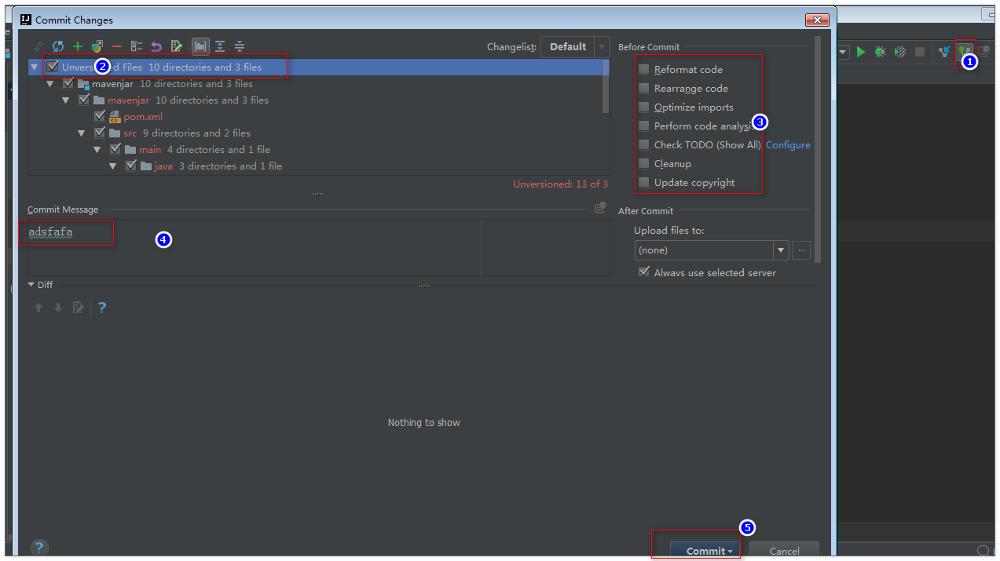 Commit Changes
Changelist: Default
Before Commit
1
2
Unvers d Files 10 directories and 3 files
mavenjar 10 directories and 3 files
mavenjar 10 directories and 3 files
pom.xml
src 9 directories and 2 files
main 4 directories and 1 file
java 3 directories and 1 file
Unversioned: 13 of 3
Reformat code
Rearrange code
Optimize imports
Perform code analysis
3
Check TODO (Show All) Configure
Cleanup
Update copyright
Commit Message
adsfafa
4
After Commit
Upload files to:
(none)
...
Always use selected server
Diff
?
Nothing to show
5
?
Commit
Cancel